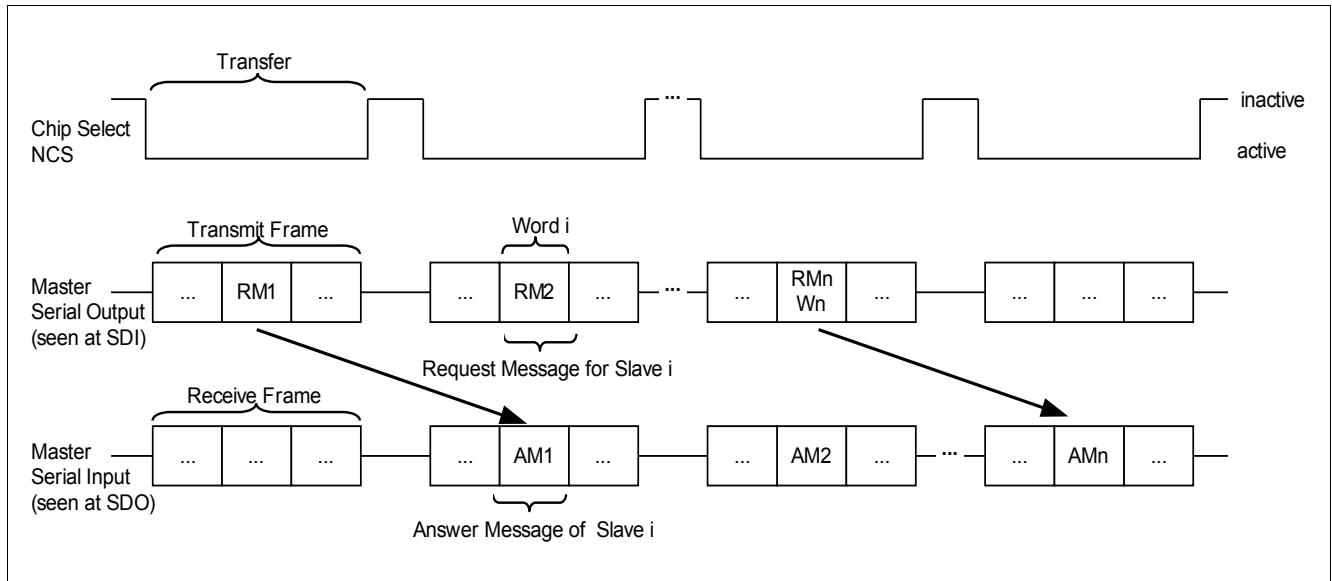 Transfer
...
inactive
Chip Select
NCS
active
Transmit Frame
Word i
Master
Serial Output
(seen at SDI)
... RM1 ...
... RM2 ...
...
... RMn
Wn ...
... ... ...
Request Message for Slave i
Receive Frame
Master
Serial Input
(seen at SDO)
... ... ...
... AM1 ...
... AM2 ...
...
... AMn ...
Answer Message of Slave i